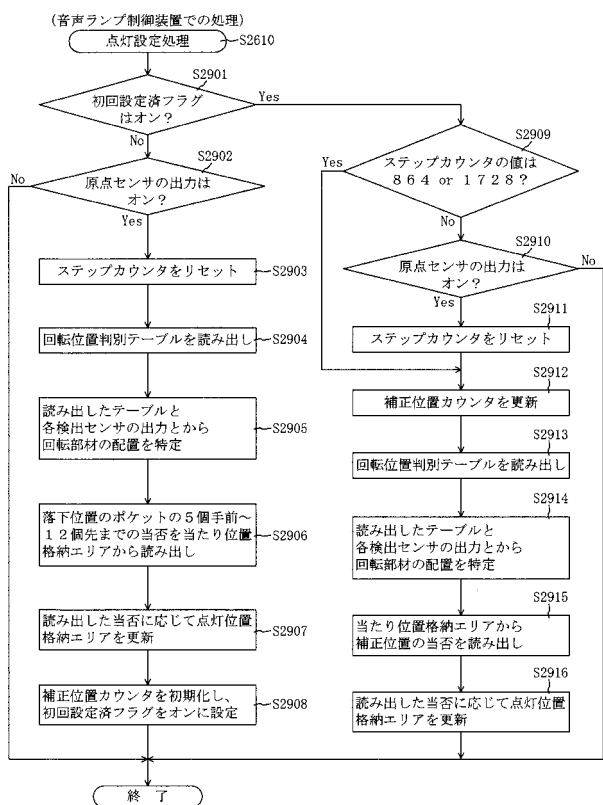 (音声ランプ制御装置での処理)
点灯設定処理
S2610
S2901
初回設定済フラグ
はオン?
Yes
No
S2902
No
原点センサの出力は
オン?
Yes
ステップカウンタをリセット
S2903
回転位置判別テーブルを読み出し
S2904
読み出したテーブルと
各検出センサの出力とから
回転部材の配置を特定
S2905
落下位置のポケットの5個手前~
12個先までの当否を当たり位置
格納エリアから読み出し
S2906
読み出した当否に応じて点灯位置
格納エリアを更新
S2907
補正位置カウンタを初期化し、
初回設定済フラグをオンに設定
S2908
S2909
Yes
ステップカウンタの値は
864 or 1728?
No
S2910
原点センサの出力は
オン?
No
Yes
S2911
ステップカウンタをリセット
S2912
補正位置カウンタを更新
S2913
回転位置判別テーブルを読み出し
S2914
読み出したテーブルと
各検出センサの出力とから
回転部材の配置を特定
S2915
当たり位置格納エリアから
補正位置の当否を読み出し
S2916
読み出した当否に応じて点灯位置
格納エリアを更新
終了